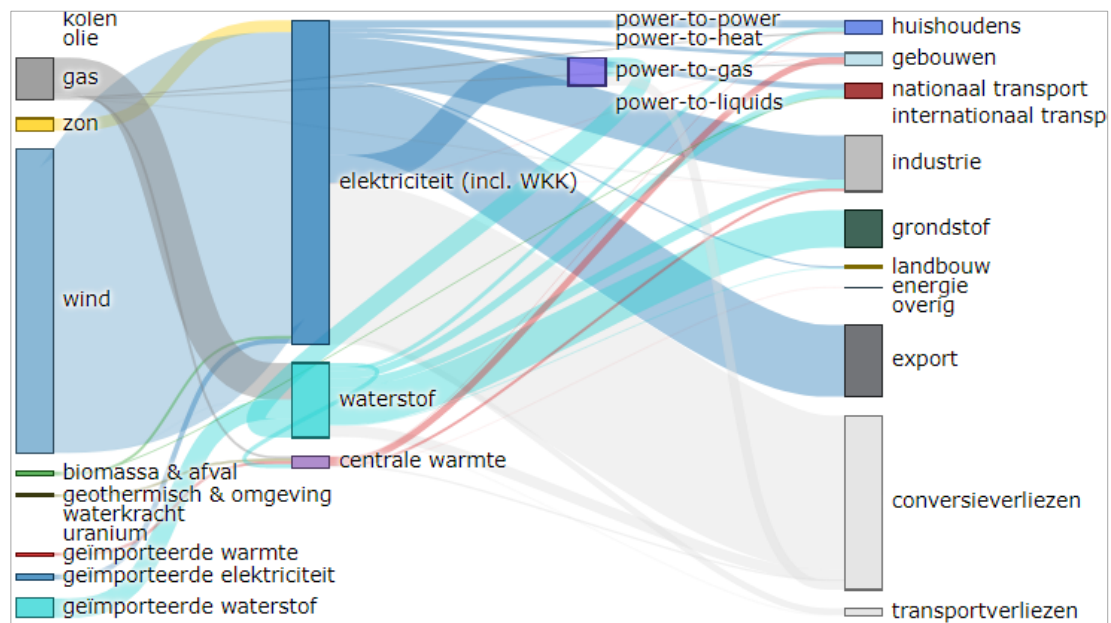 kolen
olie
gas
zon
wind
biomassa & afval
geothermisch & omgeving
waterkracht
uranium
geïmporteerde warmte
geïmporteerde elektriciteit
geïmporteerde waterstof
elektriciteit (incl. WKK)
waterstof
centrale warmte
power-to-power
power-to-heat
power-to-gas
power-to-liquids
huishoudens
gebouwen
nationaal transport
internationaal transp
industrie
grondstof
landbouw
energie
overig
export
conversieverliezen
transportverliezen